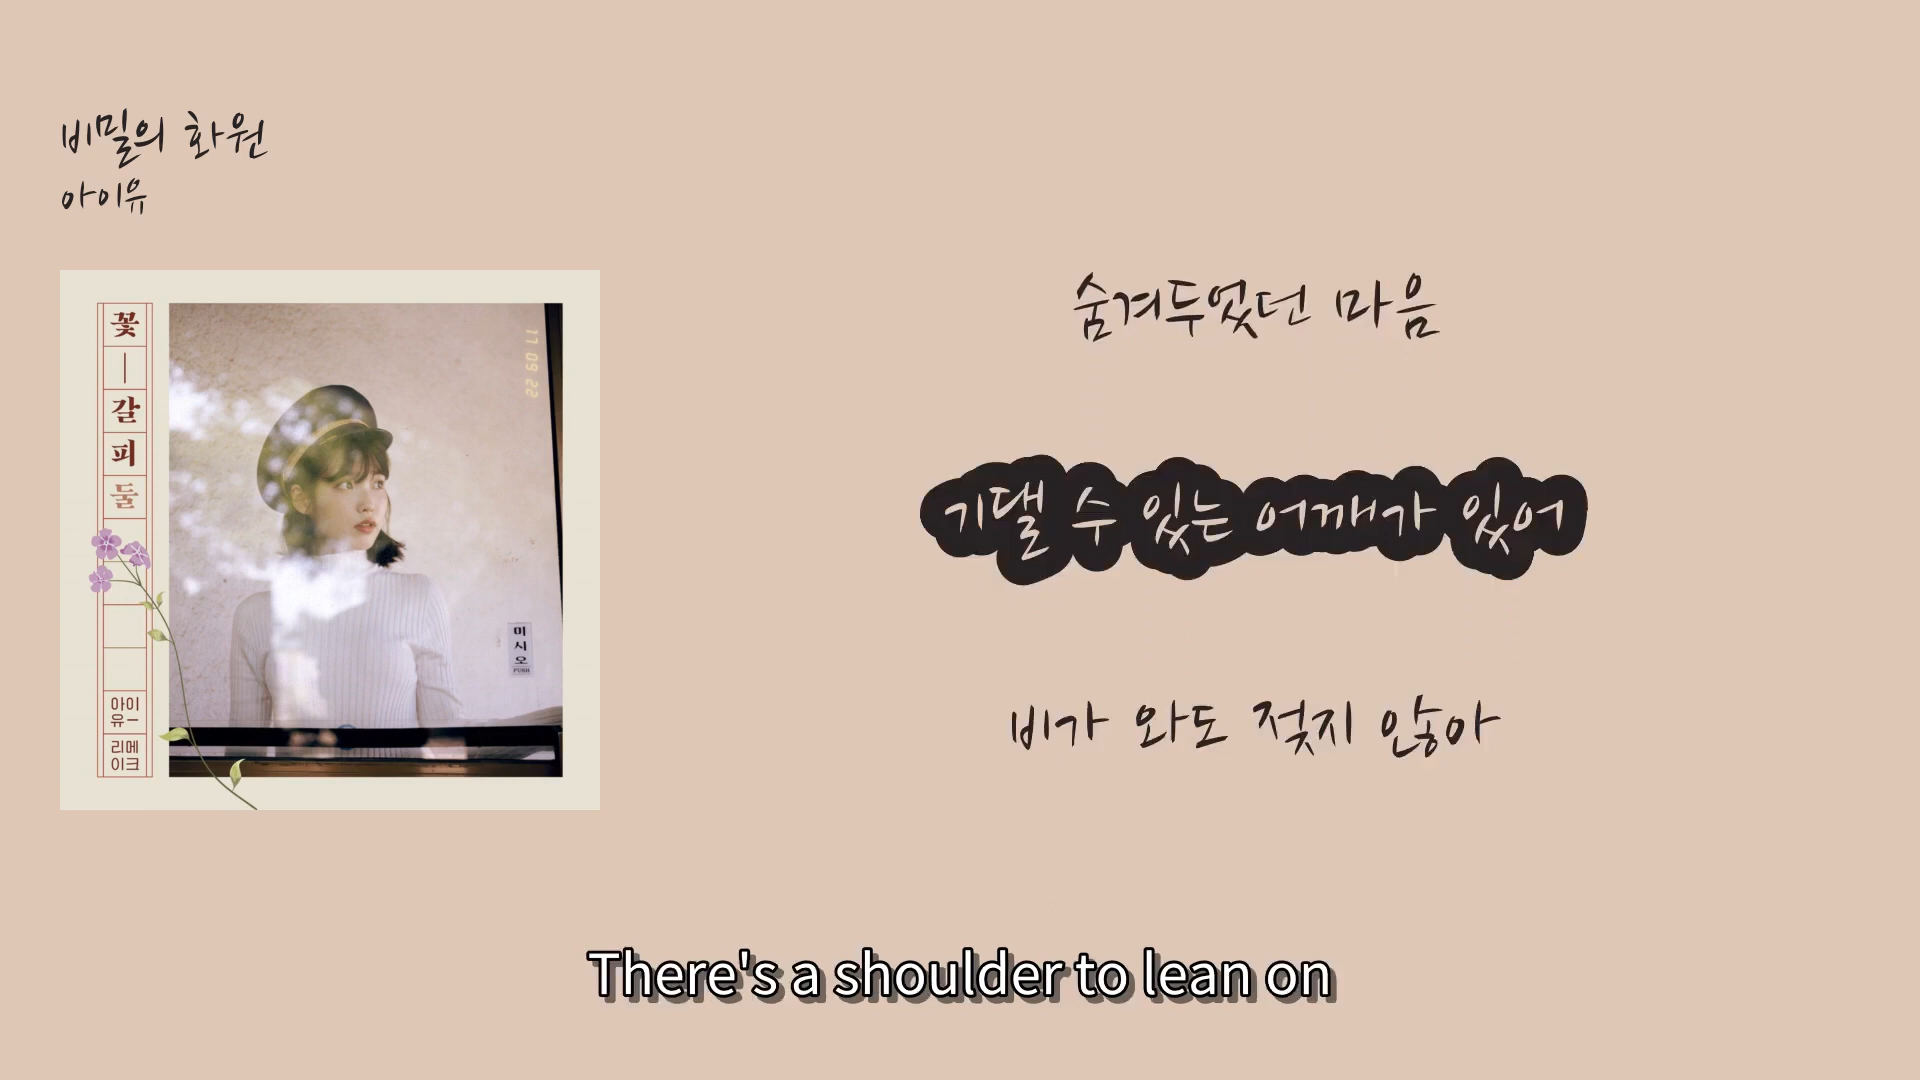 비밀의 화원
아이유
꽃
갈
피
둘
아이
유ㅡ
리메
이크
22 09 17
미
시
오
PUSH
숨겨두었던 마음
기댈 수 있는 어깨가 있어
비가 와도 젖지 않아
There's a shoulder to lean on